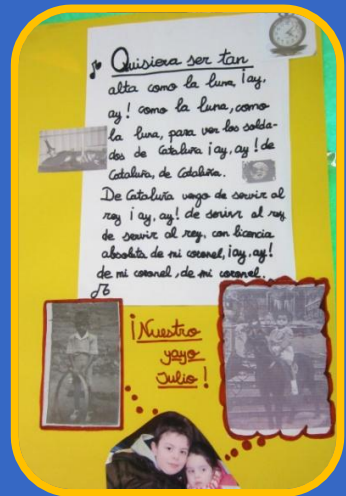 Quisiera ser tan
alta como la luna, ¡ay,
ay! como la luna, como
la luna, para ver los solda-
dos de Cataluña ¡ay, ay! de
Cataluña, de Cataluña.
De Cataluña vengo de servir al
rey ¡ay, ay! de servir al rey
de servir al rey, con licencia
absoluta de mi coronel, ¡ay, ay!
de mi coronel, de mi coronel.
¡Nuestro
yayo
Julio!